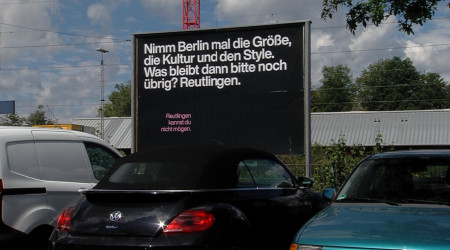 Nimm Berlin mal die Größe,
die Kultur und den Style.
Was bleibt dann bitte noch
übrig? Reutlingen.
Reutlingen
kannst du
nicht mögen.